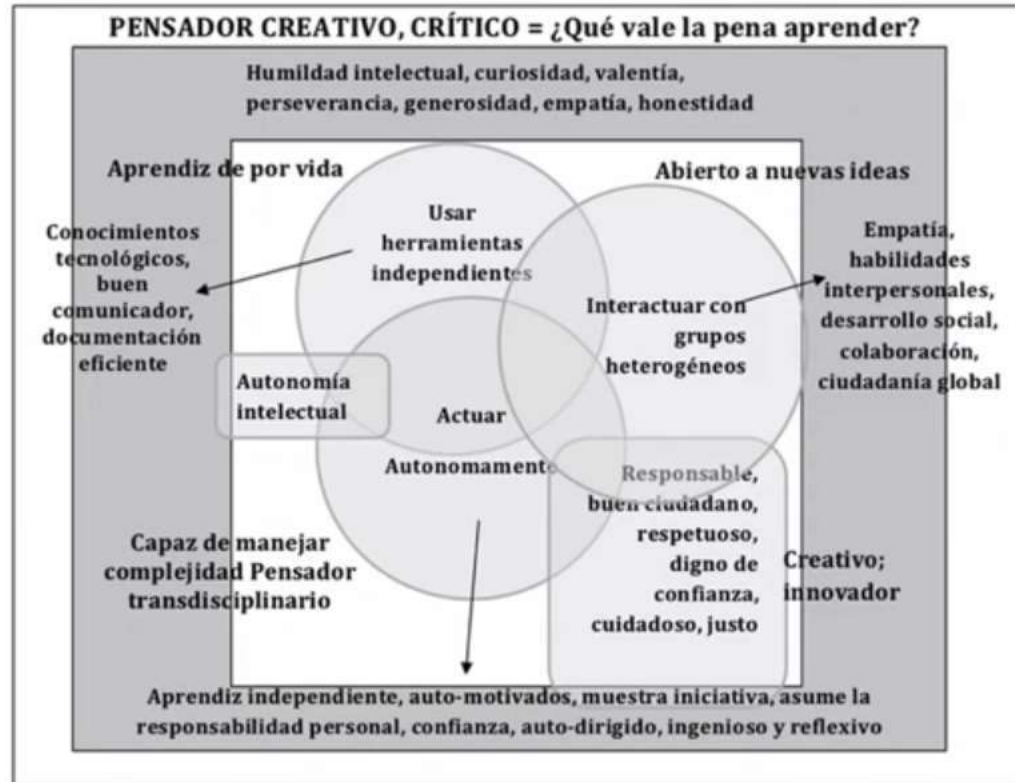 PENSADOR CREATIVO, CRÍTICO = ¿Qué vale la pena aprender?
Humildad intelectual, curiosidad, valentía,
perseverancia, generosidad, empatía, honestidad
Aprendiz de por vida
Abierto a nuevas ideas
Usar
herramientas
independientes
Conocimientos
tecnológicos,
buen
comunicador,
documentación
eficiente
Interactuar con
grupos
heterogéneos
Empatía,
habilidades
interpersonales,
desarrollo social,
colaboración,
ciudadanía global
Autonomía
intelectual
Actuar
Autonomamente
Responsable,
buen ciudadano,
respetuoso,
digno de
confianza,
cuidadoso, justo
Capaz de manejar
complejidad Pensador
transdisciplinario
Creativo;
innovador
Aprendiz independiente, auto-motivados, muestra iniciativa, asume la
responsabilidad personal, confianza, auto-dirigido, ingenioso y reflexivo